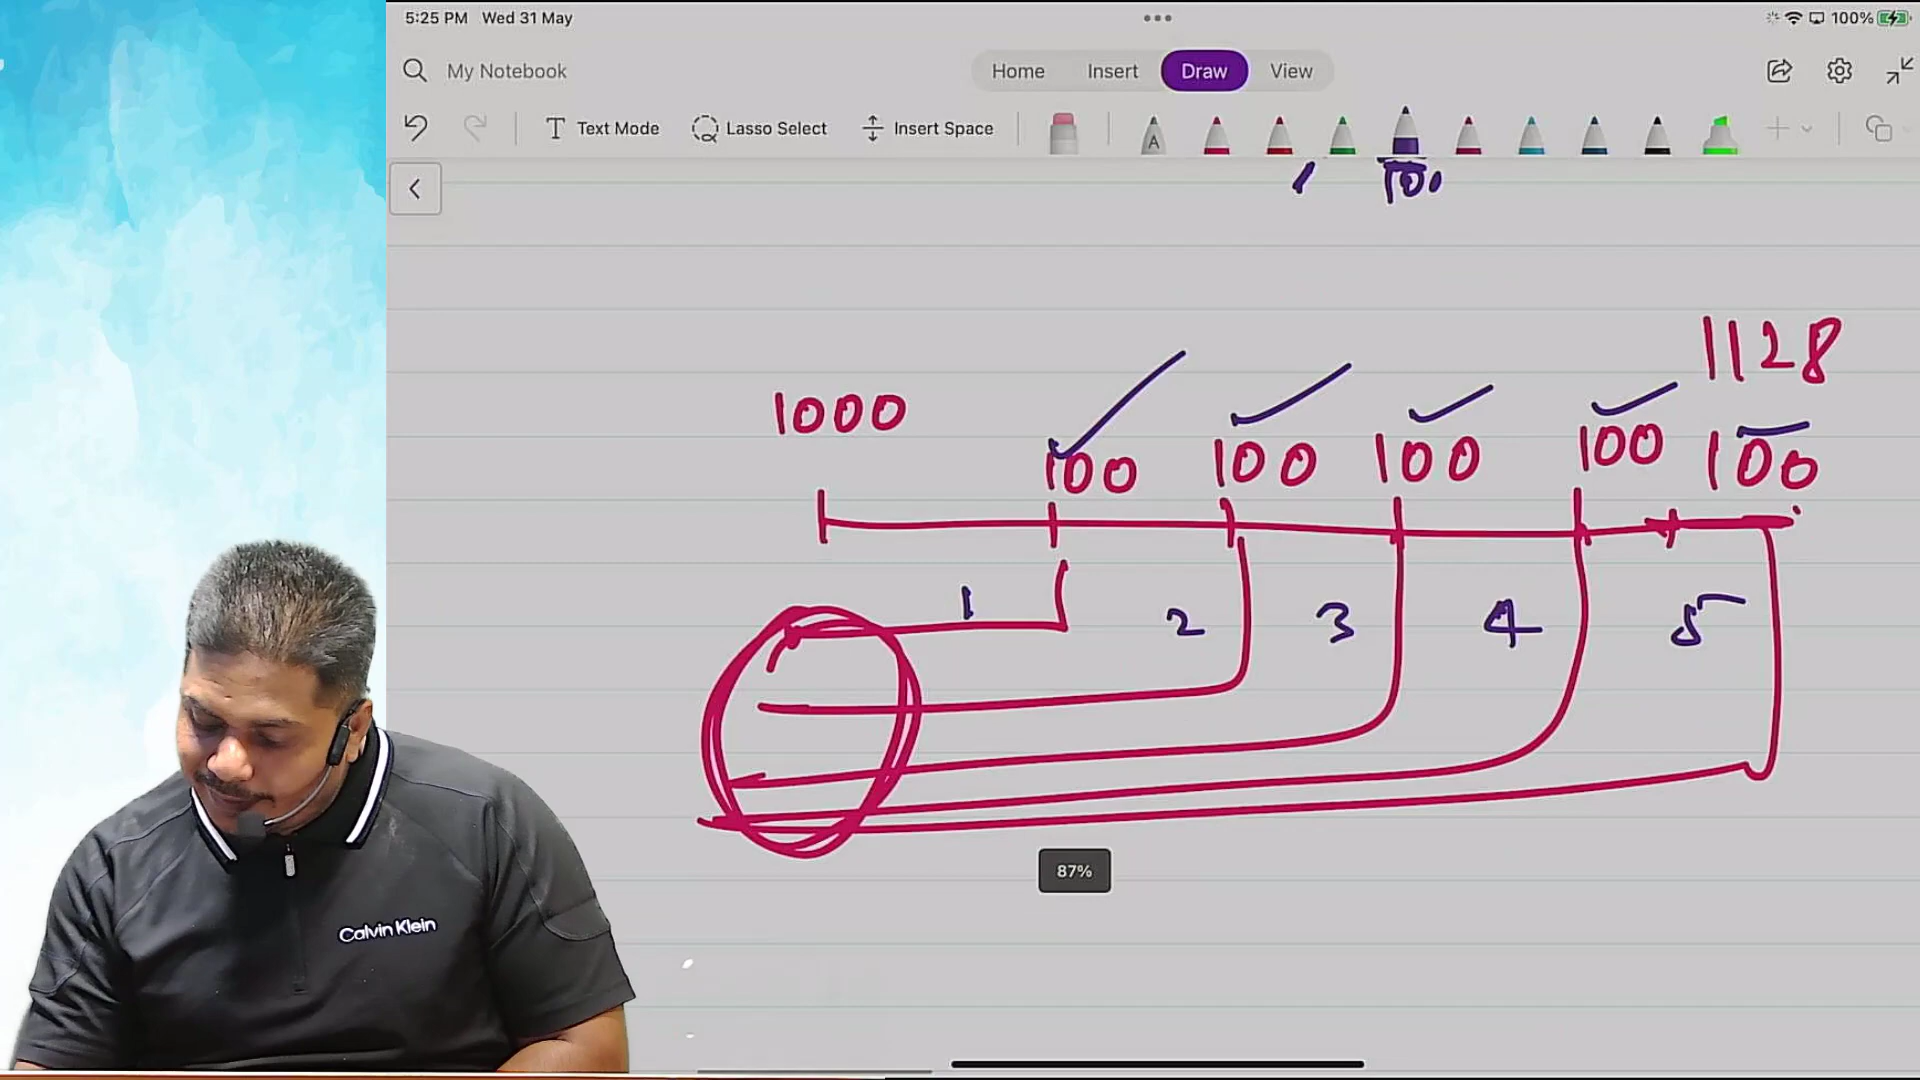 5:25 PM Wed 31 May
100%
My Notebook
Home Insert Draw View
Text Mode Lasso Select Insert Space
A
100
1128
1000
100 100 100 100 100
1 2 3 4 5
87%
Calvin Klein